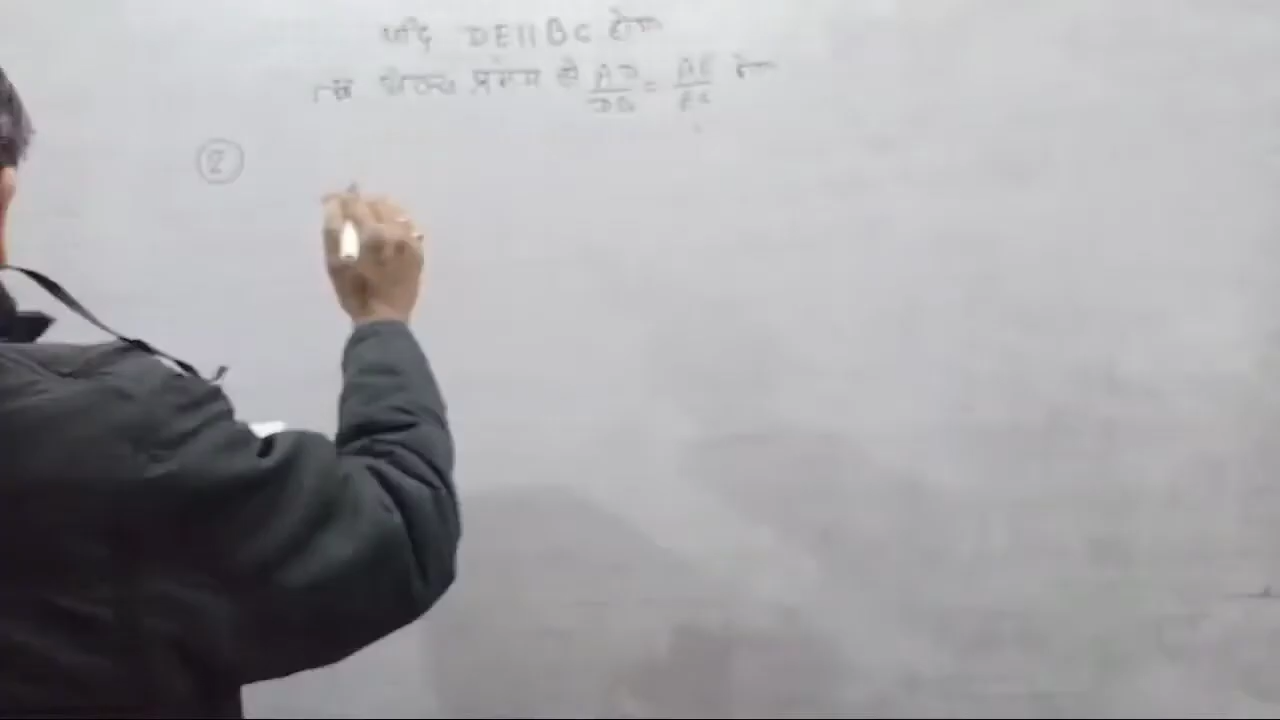 यदि DE||BC होगा
तब थेल्स प्रमेय से AD/DB = AE/EC होगा
②